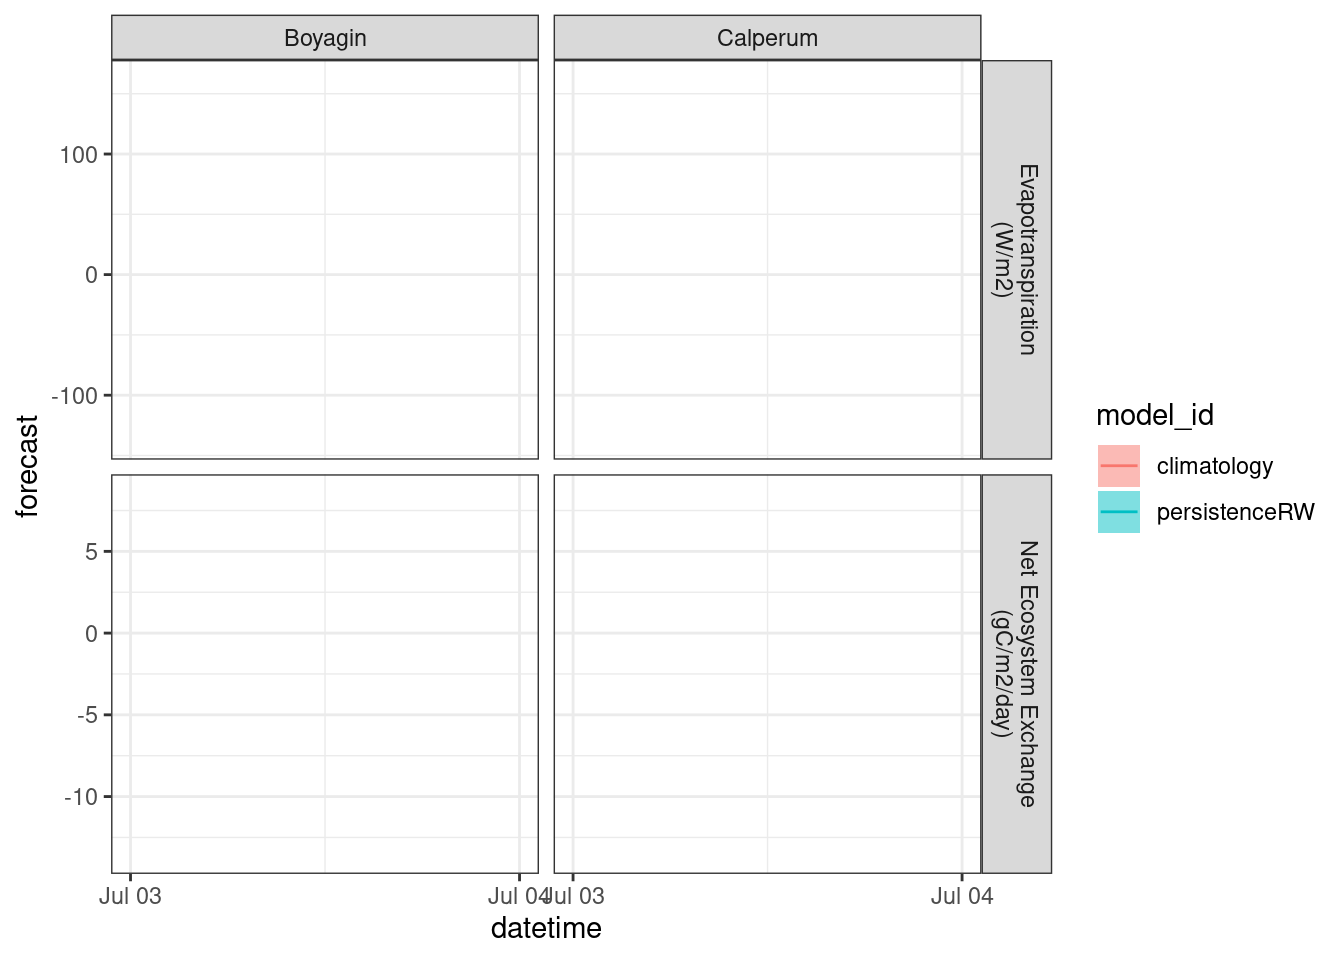 Boyagin
Calperum
100
0
-100
Evapotranspiration
(W/m2)
5
0
-5
-10
Net Ecosystem Exchange
(gC/m2/day)
forecast
Jul 03
Jul 04
Jul 03
Jul 04
datetime
model_id
climatology
persistenceRW